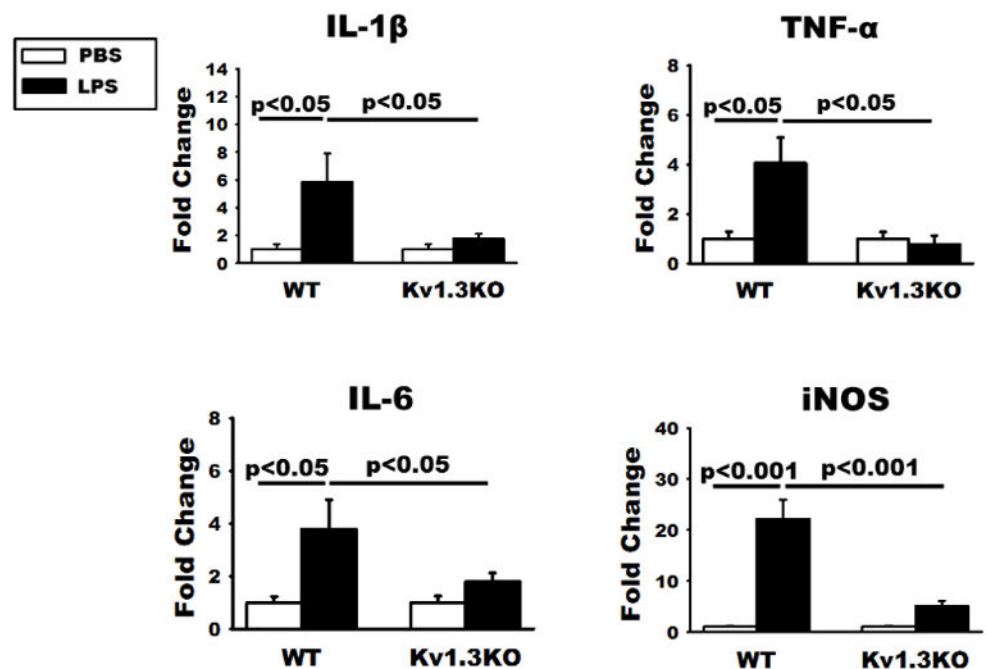 IL-1β
TNF-α
PBS
LPS
Fold Change
14
12
10
8
6
4
2
0
p<0.05
p<0.05
WT
Kv1.3KO
Fold Change
8
6
4
2
0
p<0.05
p<0.05
WT
Kv1.3KO
IL-6
iNOS
Fold Change
8
6
4
2
0
p<0.05
p<0.05
WT
Kv1.3KO
Fold Change
40
30
20
10
0
p<0.001
p<0.001
WT
Kv1.3KO